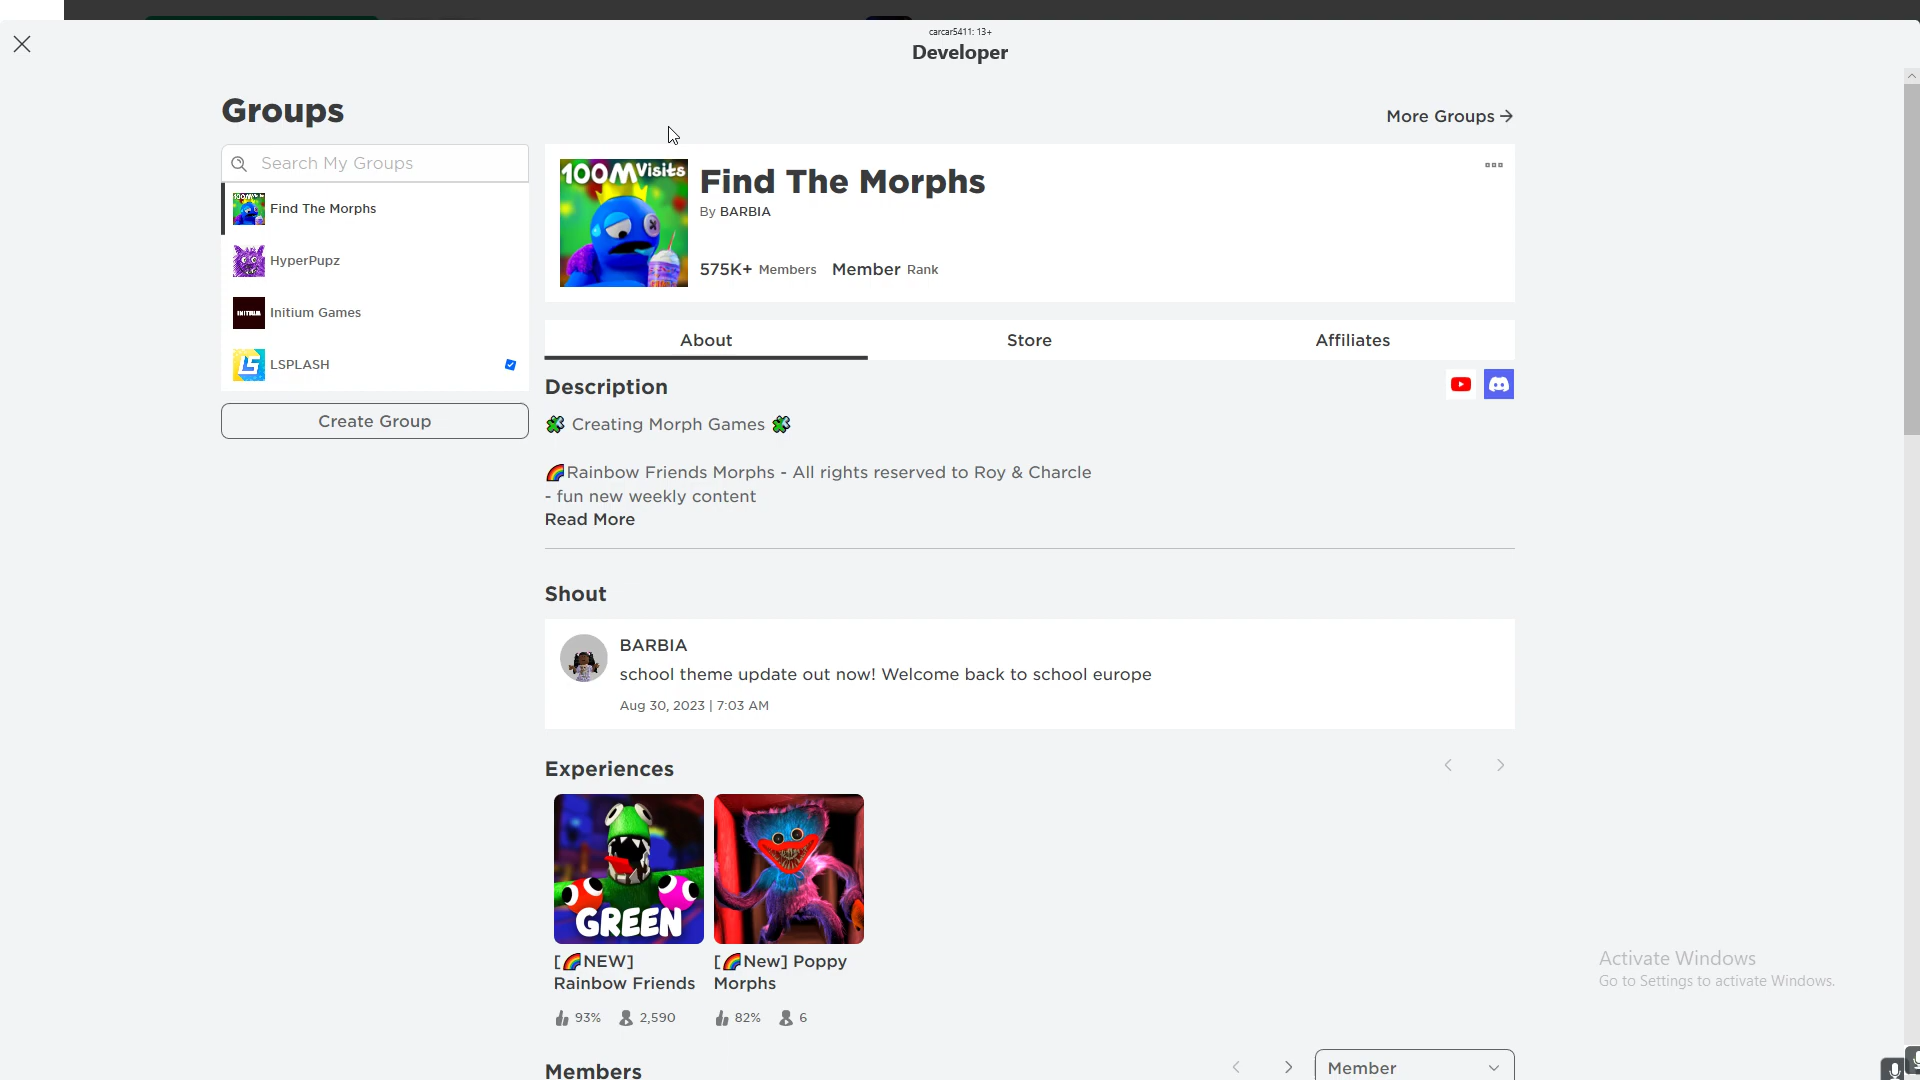 carcar5411: 13+
Developer
Groups
More Groups →
Search My Groups
Find The Morphs
HyperPupz
INITIUM
Initium Games
LS
LSPLASH
Create Group
100M Visits
Find The Morphs
By BARBIA
575K+ Members Member Rank
About Store Affiliates
Description
🧩 Creating Morph Games 🧩
🌈Rainbow Friends Morphs - All rights reserved to Roy & Charcle
- fun new weekly content
Read More
Shout
BARBIA
school theme update out now! Welcome back to school europe
Aug 30, 2023 | 7:03 AM
Experiences
GREEN
[🌈NEW]
Rainbow Friends
93% 2,590
[🌈New] Poppy
Morphs
82% 6
Members
Member
Activate Windows
Go to Settings to activate Windows.